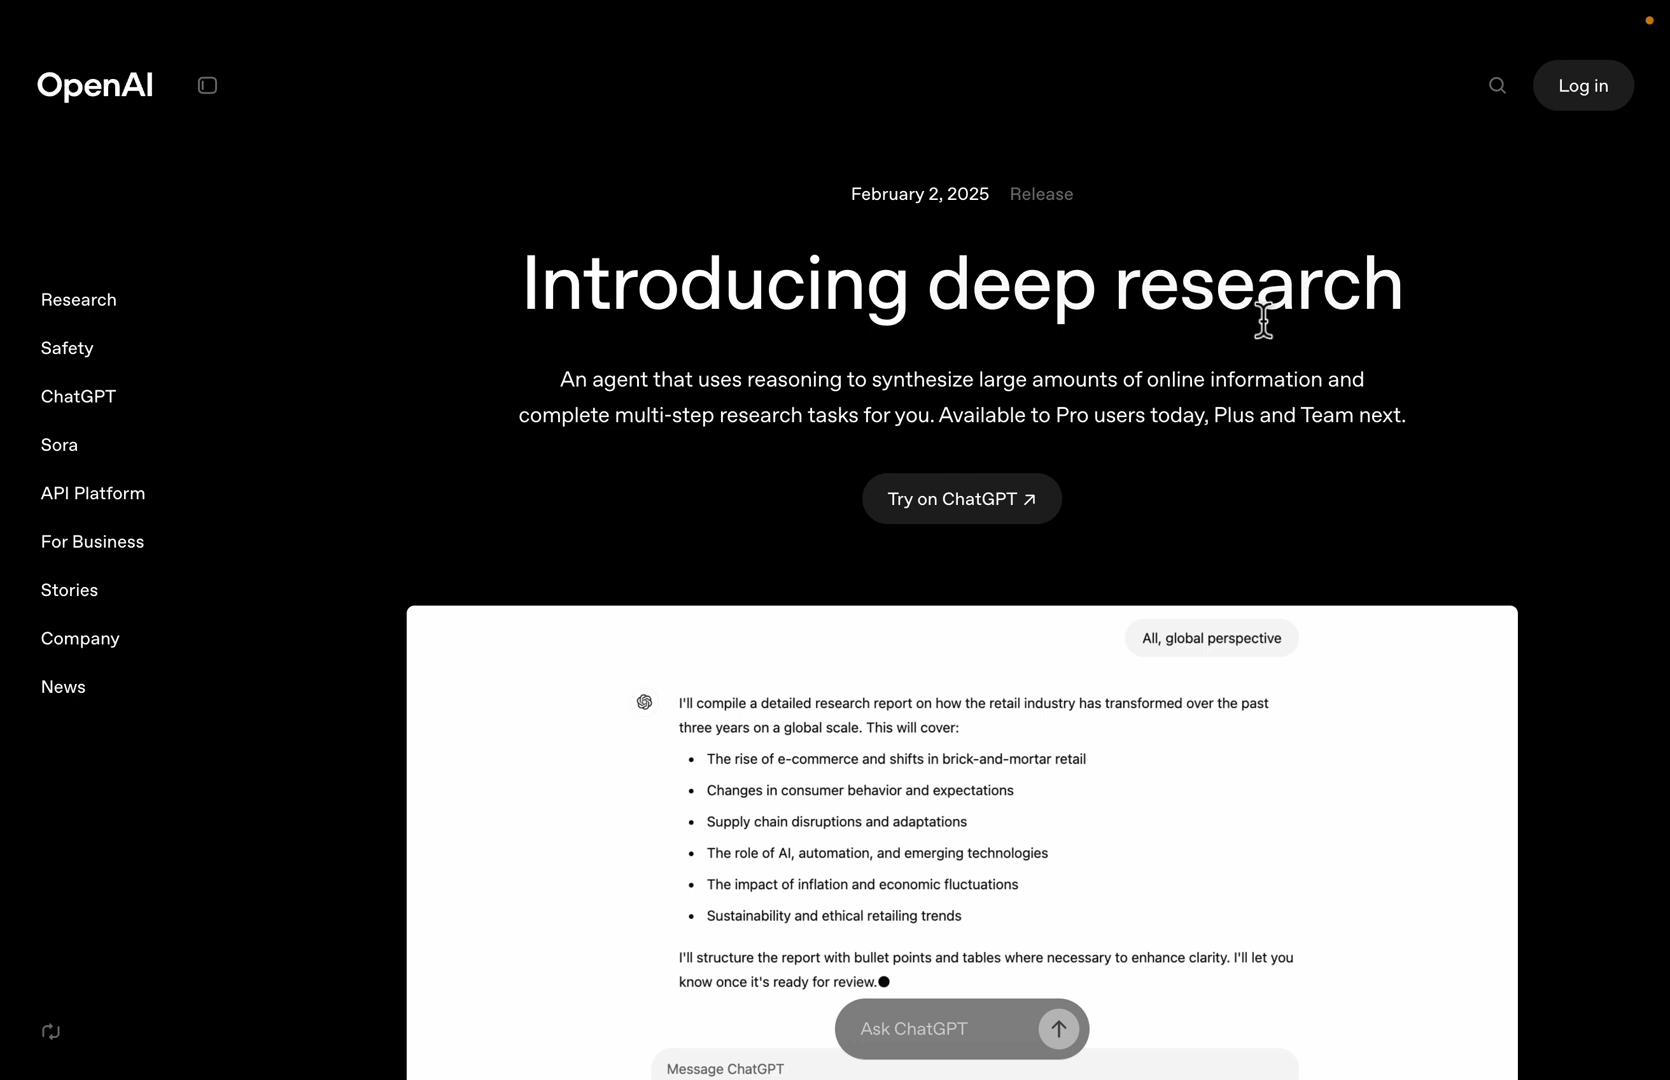 OpenAI
Log in
February 2, 2025 Release
Introducing deep research
An agent that uses reasoning to synthesize large amounts of online information and
complete multi-step research tasks for you. Available to Pro users today, Plus and Team next.
Try on ChatGPT ↗
Research
Safety
ChatGPT
Sora
API Platform
For Business
Stories
Company
News
All, global perspective
I'll compile a detailed research report on how the retail industry has transformed over the past
three years on a global scale. This will cover:
• The rise of e-commerce and shifts in brick-and-mortar retail
• Changes in consumer behavior and expectations
• Supply chain disruptions and adaptations
• The role of AI, automation, and emerging technologies
• The impact of inflation and economic fluctuations
• Sustainability and ethical retailing trends
I'll structure the report with bullet points and tables where necessary to enhance clarity. I'll let you
know once it's ready for review.
Ask ChatGPT
Message ChatGPT